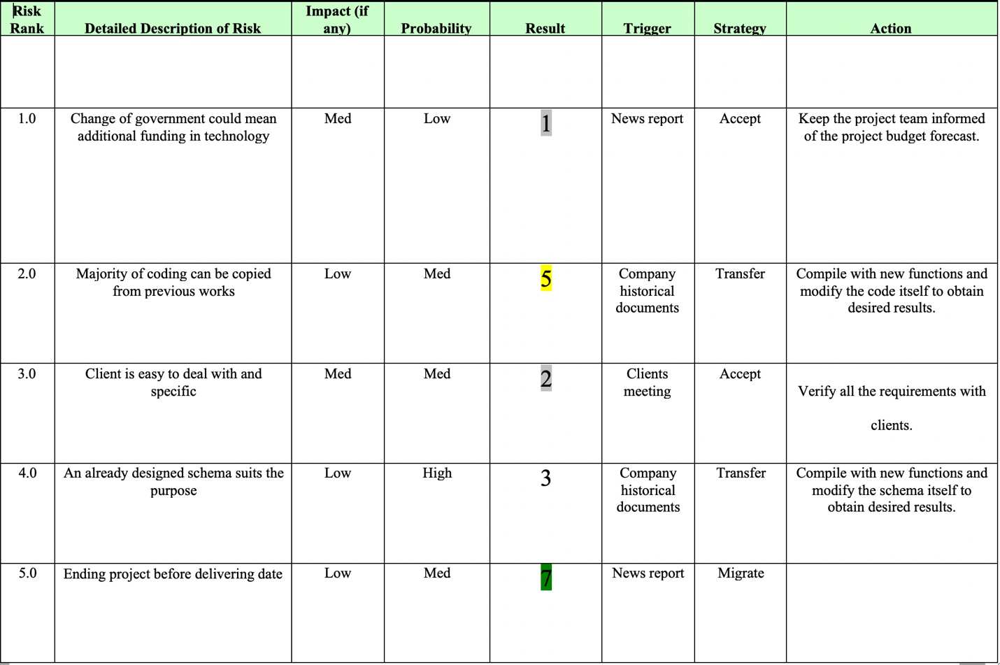 Risk Rank
Detailed Description of Risk
Impact (if any)
Probability
Result
Trigger
Strategy
Action
1.0
Change of government could mean
additional funding in technology
Med
Low
1
News report
Accept
Keep the project team informed
of the project budget forecast.
2.0
Majority of coding can be copied
from previous works
Low
Med
5
Company
historical
documents
Transfer
Compile with new functions and
modify the code itself to obtain
desired results.
3.0
Client is easy to deal with and
specific
Med
Med
2
Clients
meeting
Accept
Verify all the requirements with
clients.
4.0
An already designed schema suits the
purpose
Low
High
3
Company
historical
documents
Transfer
Compile with new functions and
modify the schema itself to
obtain desired results.
5.0
Ending project before delivering date
Low
Med
7
News report
Migrate